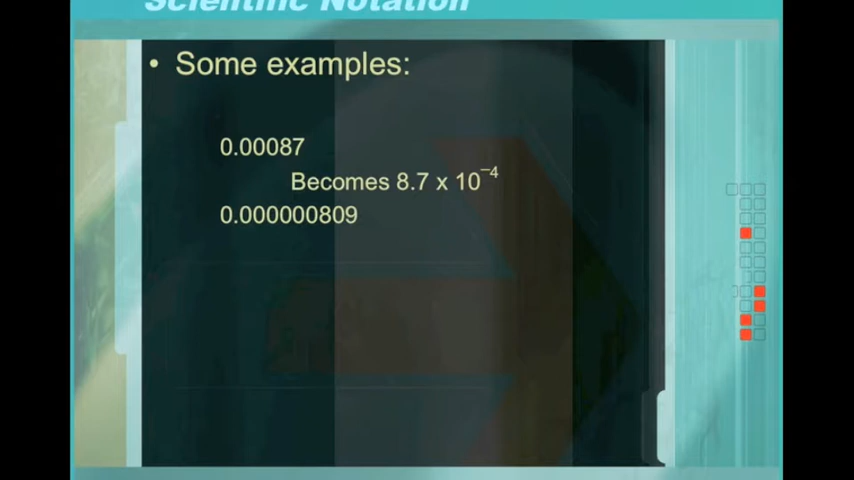 Scientific Notation
• Some examples:
0.00087
Becomes 8.7 x 10⁻⁴
0.000000809